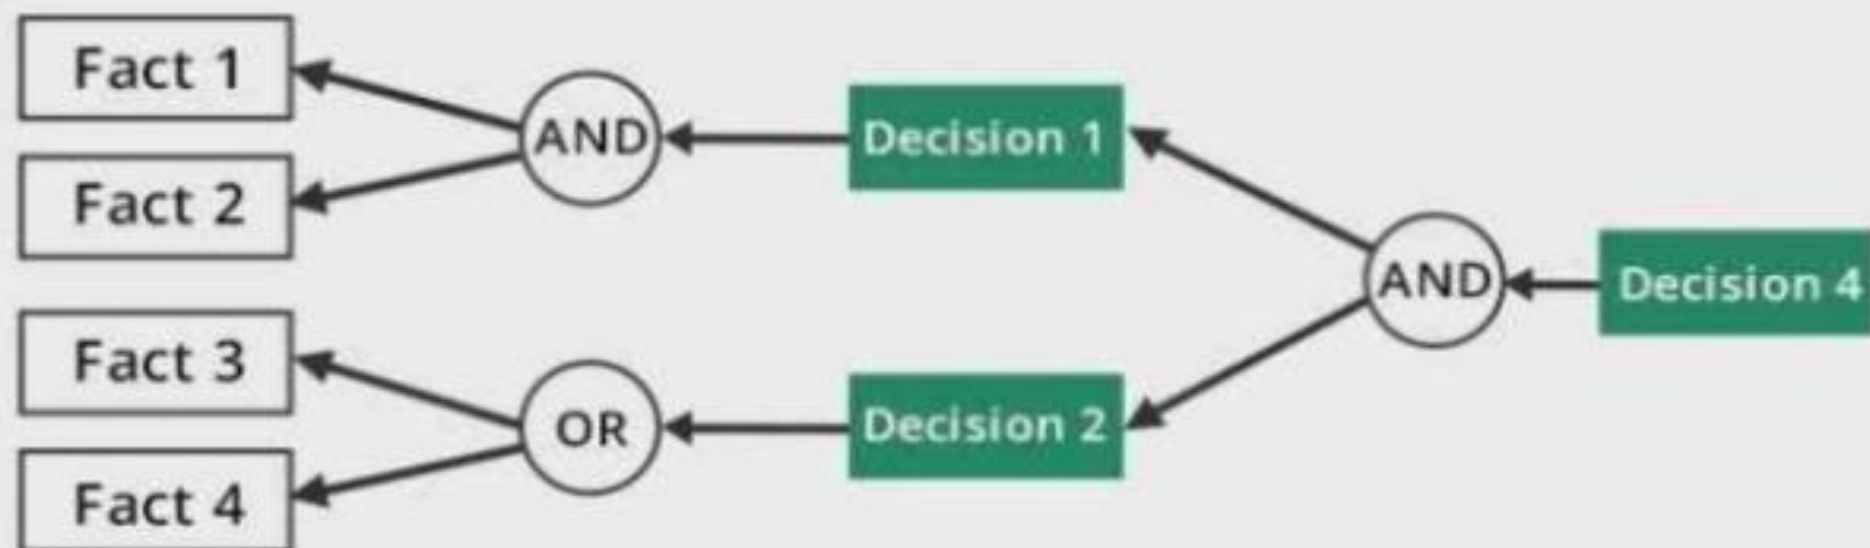 Fact 1
Fact 2
AND
Decision 1
Fact 3
Fact 4
OR
Decision 2
AND
Decision 4